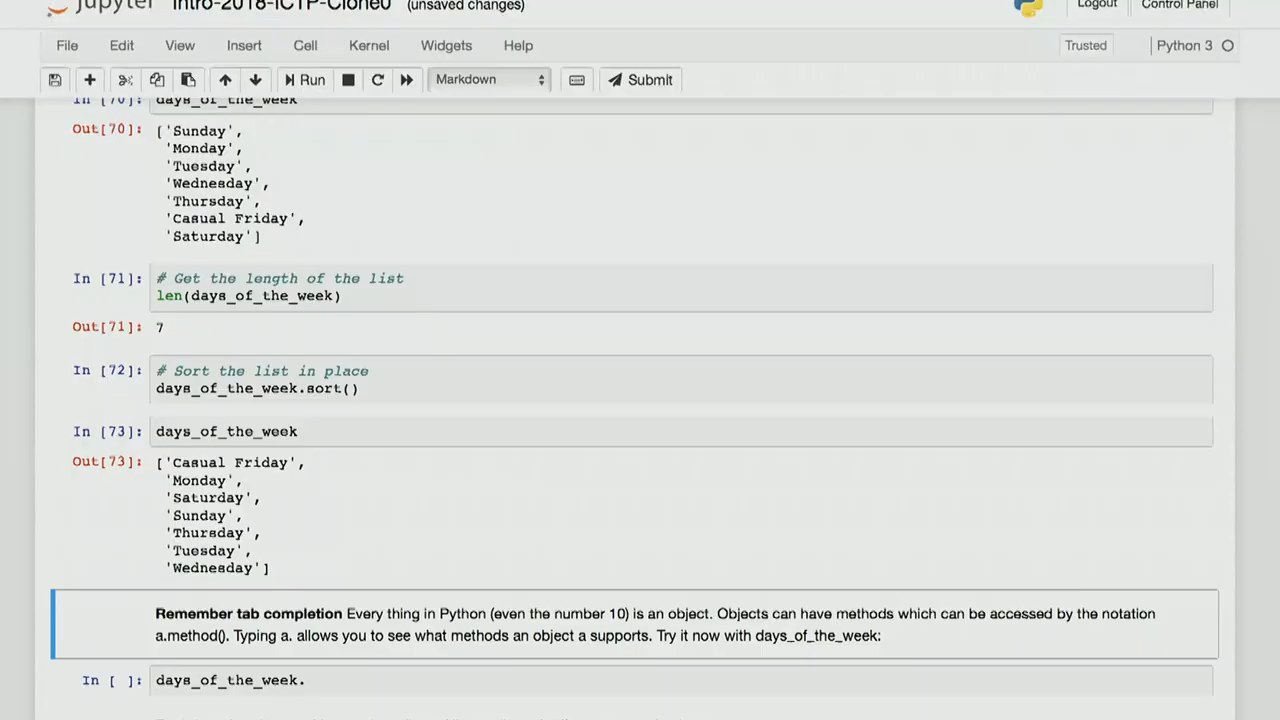 jupyter Intro-2018-ICTP-Clone0 (unsaved changes) Logout Control Panel
File Edit View Insert Cell Kernel Widgets Help Trusted Python 3
Run Markdown Submit
In [70]: days_of_the_week
Out[70]: ['Sunday',
'Monday',
'Tuesday',
'Wednesday',
'Thursday',
'Casual Friday',
'Saturday']
In [71]: # Get the length of the list
len(days_of_the_week)
Out[71]: 7
In [72]: # Sort the list in place
days_of_the_week.sort()
In [73]: days_of_the_week
Out[73]: ['Casual Friday',
'Monday',
'Saturday',
'Sunday',
'Thursday',
'Tuesday',
'Wednesday']
Remember tab completion Every thing in Python (even the number 10) is an object. Objects can have methods which can be accessed by the notation
a.method(). Typing a. allows you to see what methods an object a supports. Try it now with days_of_the_week:
In [ ]: days_of_the_week.